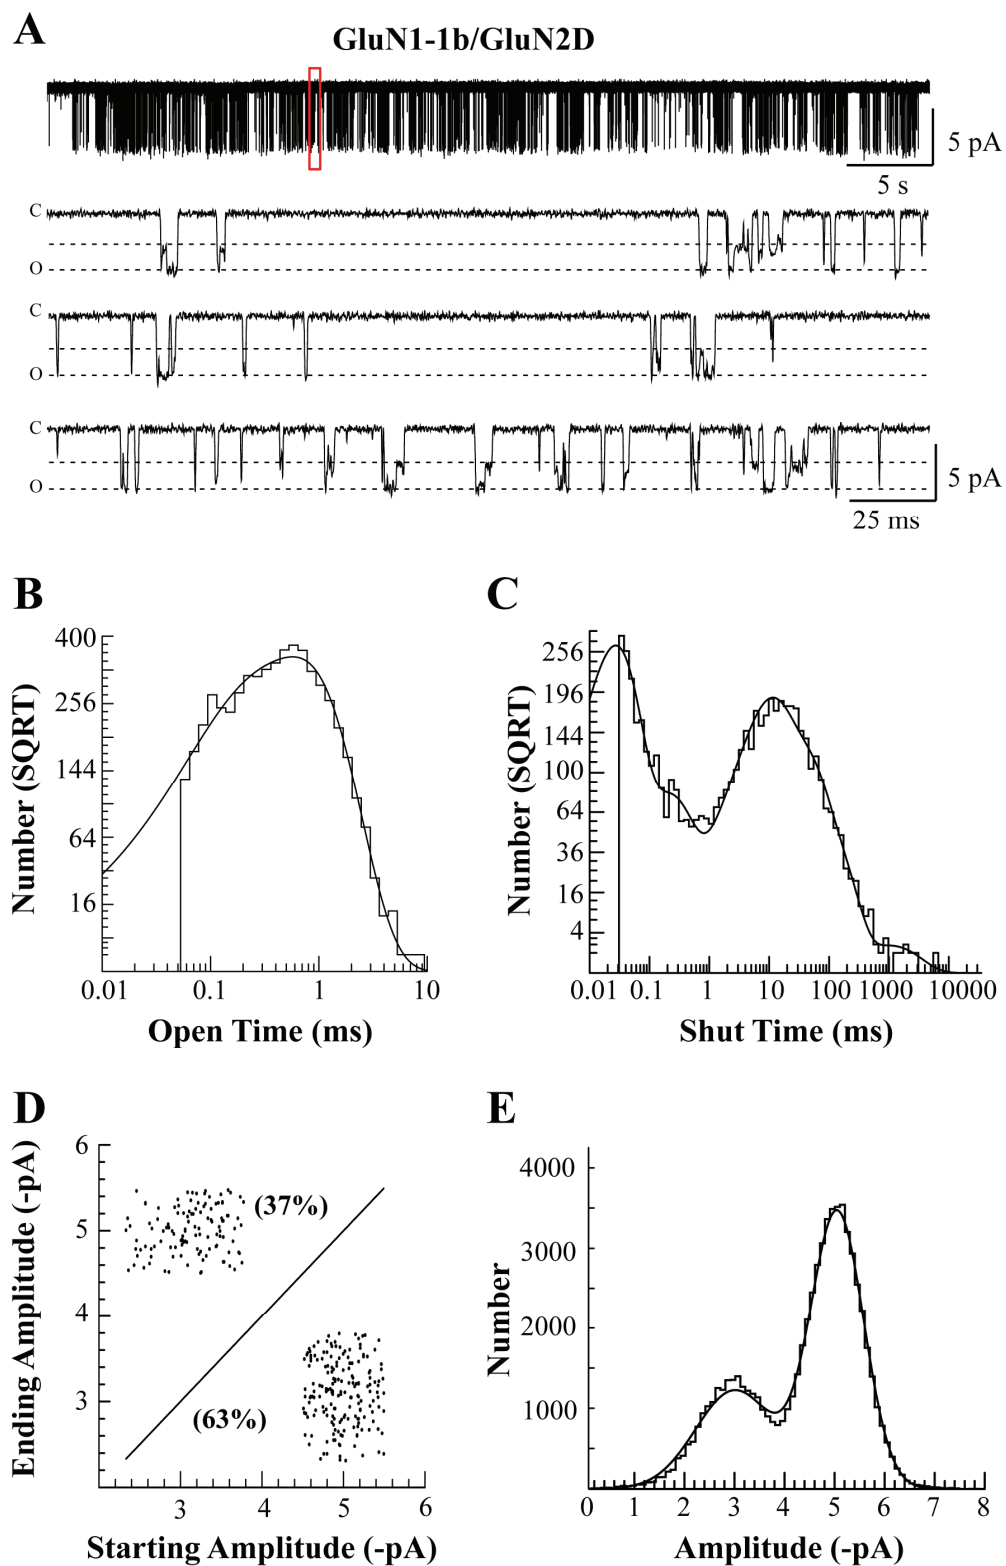 A
GluN1-1b/GluN2D
5 pA
5 s
C
O
C
O
C
O
5 pA
25 ms
B
Number (SQRT)
400
256
144
64
16
0.01 0.1 1 10
Open Time (ms)
C
Number (SQRT)
256
196
144
100
64
36
16
4
0.01 0.1 1 10 100 1000 10000
Shut Time (ms)
D
Ending Amplitude (-pA)
6
5
4
3
(37%)
(63%)
3 4 5 6
Starting Amplitude (-pA)
E
Number
4000
3000
2000
1000
0 1 2 3 4 5 6 7 8
Amplitude (-pA)